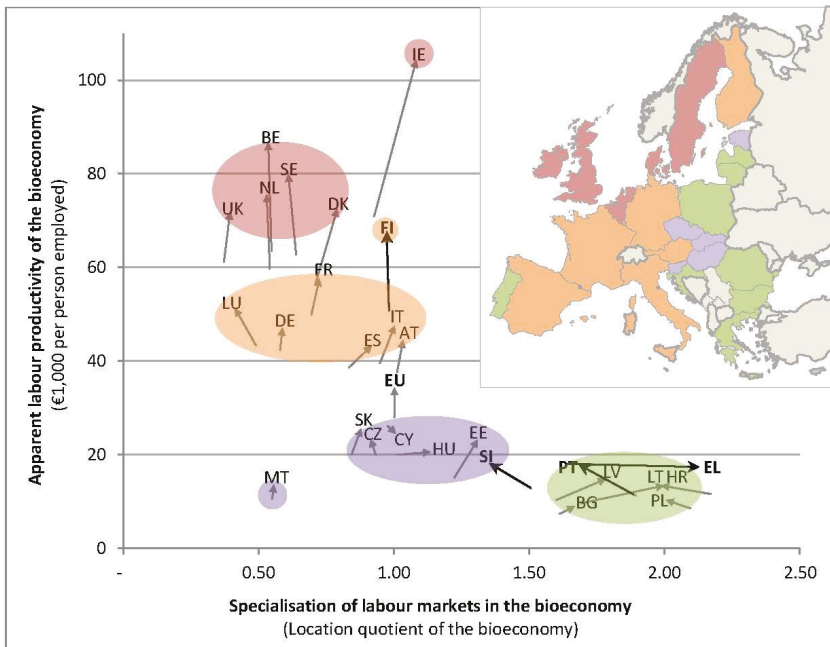 Apparent labour productivity of the bioeconomy
(€1,000 per person employed)
100
80
60
40
20
0
IE
BE
SE
NL
UK
DK
FI
FR
LU
DE
IT
AT
ES
EU
SK
CZ
CY
HU
EE
SI
MT
PT
LV
LT
HR
EL
BG
PL
-
0.50
1.00
1.50
2.00
2.50
Specialisation of labour markets in the bioeconomy
(Location quotient of the bioeconomy)